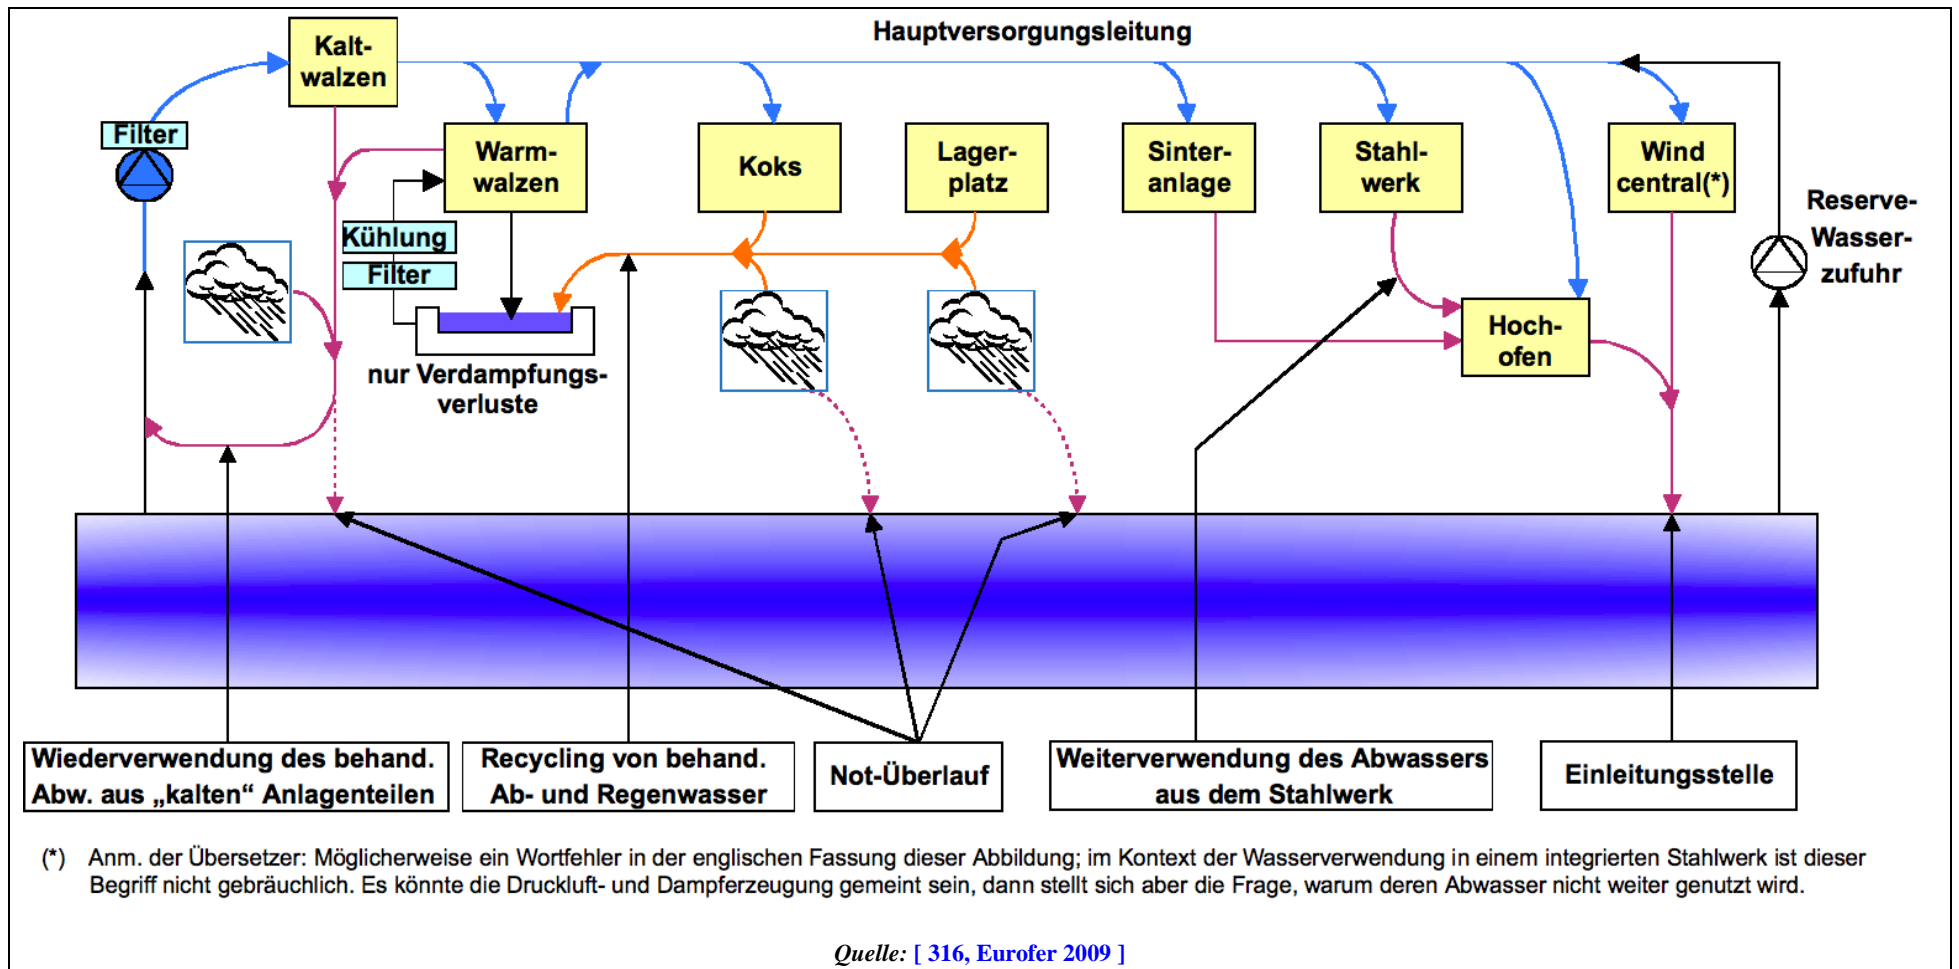 Hauptversorgungsleitung
Kalt-
walzen
Filter
Warm-
walzen
Koks
Lager-
platz
Sinter-
anlage
Stahl-
werk
Wind
central(*)
Reserve-
Wasser-
zufuhr
Kühlung
Filter
Hoch-
ofen
nur Verdampfungs-
verluste
Wiederverwendung des behand.
Abw. aus „kalten“ Anlagenteilen
Recycling von behand.
Ab- und Regenwasser
Not-Überlauf
Weiterverwendung des Abwassers
aus dem Stahlwerk
Einleitungsstelle
(*) Anm. der Übersetzer: Möglicherweise ein Wortfehler in der englischen Fassung dieser Abbildung; im Kontext der Wasserverwendung in einem integrierten Stahlwerk ist dieser
Begriff nicht gebräuchlich. Es könnte die Druckluft- und Dampferzeugung gemeint sein, dann stellt sich aber die Frage, warum deren Abwasser nicht weiter genutzt wird.
Quelle: [ 316, Eurofer 2009 ]